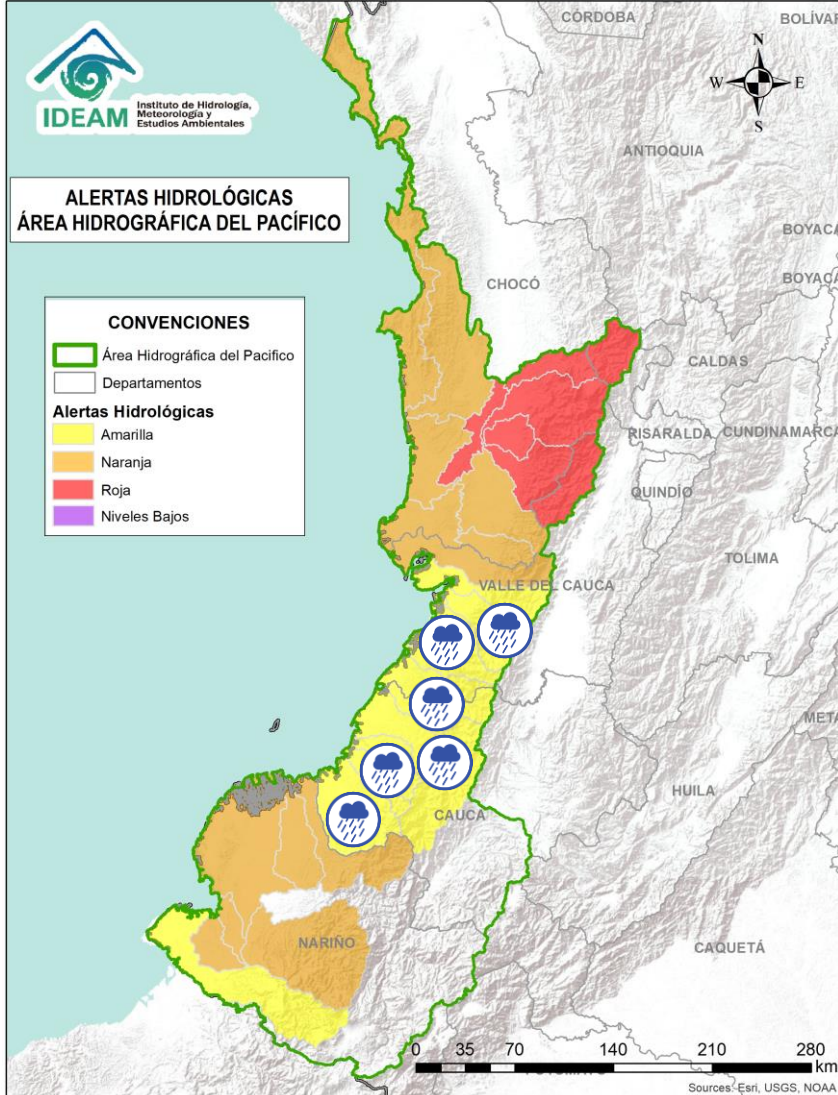 CÓRDOBA
BOLÍVAR
IDEAM
Instituto de Hidrología,
Meteorología y
Estudios Ambientales
N
W
E
S
ANTIOQUIA
ALERTAS HIDROLÓGICAS
ÁREA HIDROGRÁFICA DEL PACÍFICO
BOYACÁ
BOYACÁ
CHOCÓ
CONVENCIONES
Área Hidrográfica del Pacifico
Departamentos
Alertas Hidrológicas
Amarilla
Naranja
Roja
Niveles Bajos
CALDAS
RISARALDA
CUNDINAMARCA
QUINDÍO
TOLIMA
VALLE DEL CAUCA
META
HUILA
CAUCA
NARIÑO
CAQUETÁ
0 35 70 140 210 280
km
Sources: Esri, USGS, NOAA